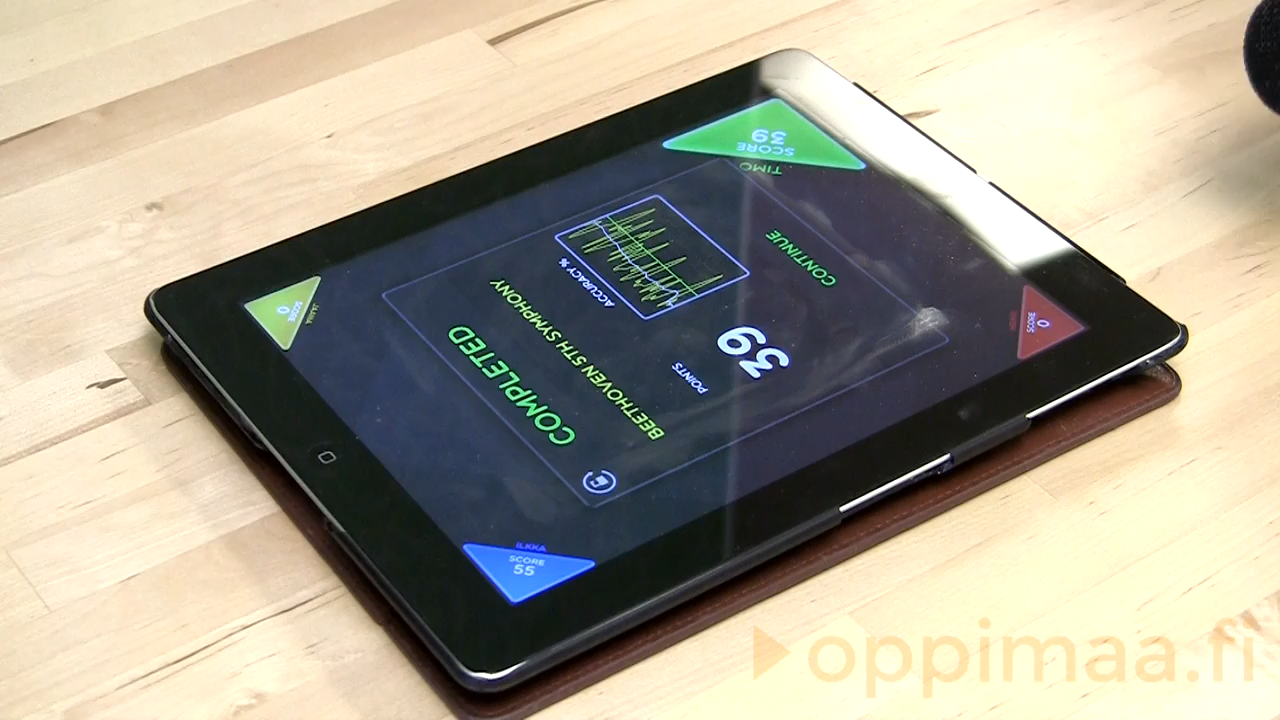 COMPLETED
BEETHOVEN 5TH SYMPHONY
39
POINTS
ACCURACY %
CONTINUE
TIMO
SCORE
39
SCORE
0
SCORE
0
ILKKA
SCORE
55
oppimaa.fi